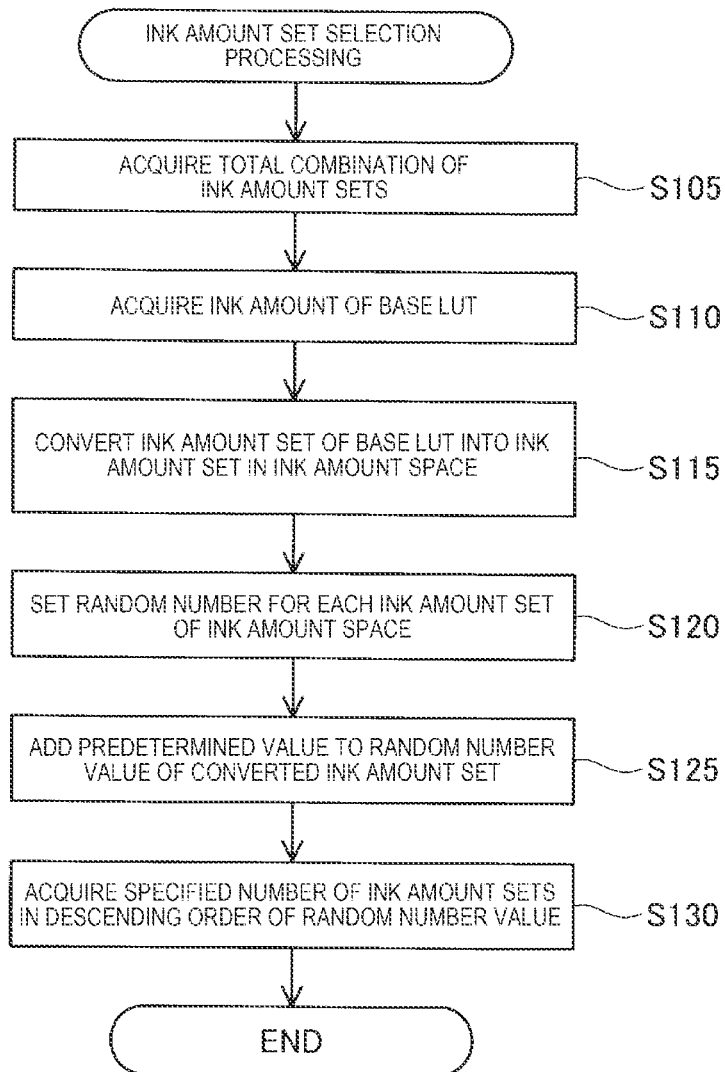 INK AMOUNT SET SELECTION
PROCESSING
ACQUIRE TOTAL COMBINATION OF
INK AMOUNT SETS
S105
ACQUIRE INK AMOUNT OF BASE LUT
S110
CONVERT INK AMOUNT SET OF BASE LUT INTO INK
AMOUNT SET IN INK AMOUNT SPACE
S115
SET RANDOM NUMBER FOR EACH INK AMOUNT SET
OF INK AMOUNT SPACE
S120
ADD PREDETERMINED VALUE TO RANDOM NUMBER
VALUE OF CONVERTED INK AMOUNT SET
S125
ACQUIRE SPECIFIED NUMBER OF INK AMOUNT SETS
IN DESCENDING ORDER OF RANDOM NUMBER VALUE
S130
END